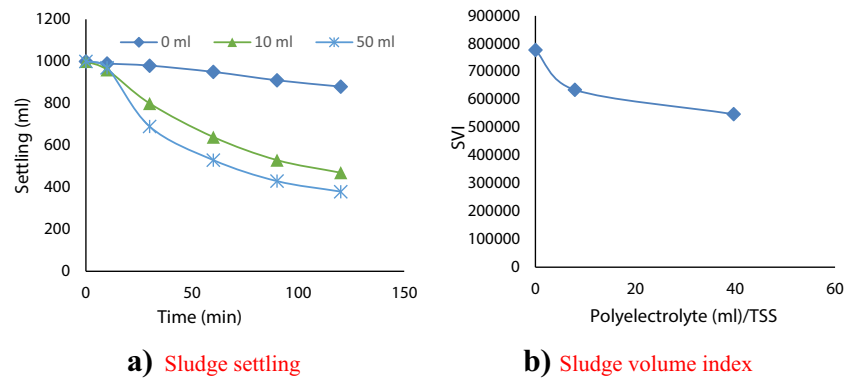 0 ml 10 ml 50 ml
1200
1000
800
600
400
200
0
Settling (ml)
0 50 100 150
Time (min)
a) Sludge settling
900000
800000
700000
600000
500000
400000
300000
200000
100000
0
SVI
0 20 40 60
Polyelectrolyte (ml)/TSS
b) Sludge volume index